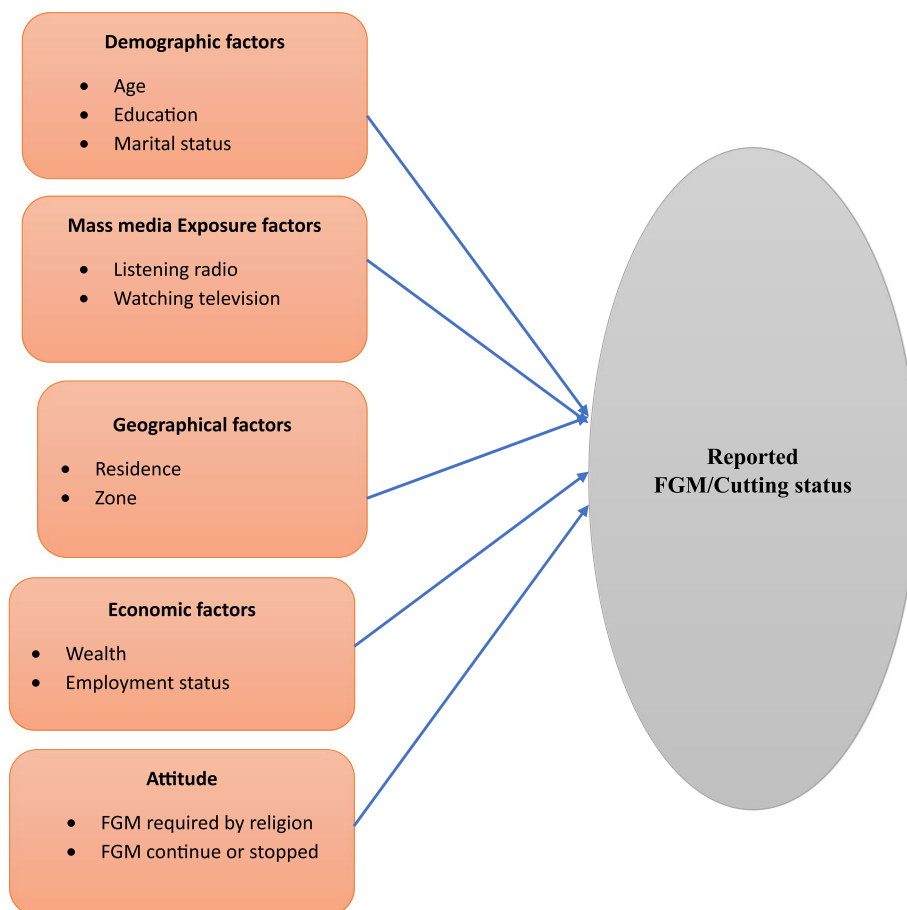 Demographic factors
• Age
• Education
• Marital status
Mass media Exposure factors
• Listening radio
• Watching television
Geographical factors
• Residence
• Zone
Economic factors
• Wealth
• Employment status
Attitude
• FGM required by religion
• FGM continue or stopped
Reported
FGM/Cutting status